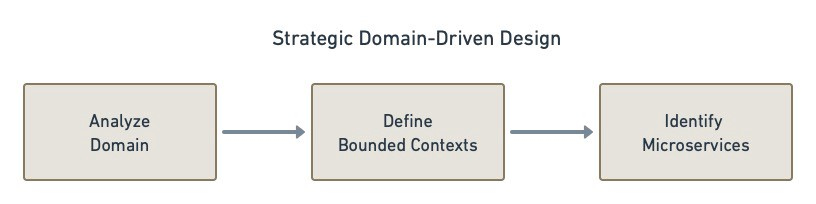 Strategic Domain-Driven Design
Analyze
Domain
Define
Bounded Contexts
Identify
Microservices